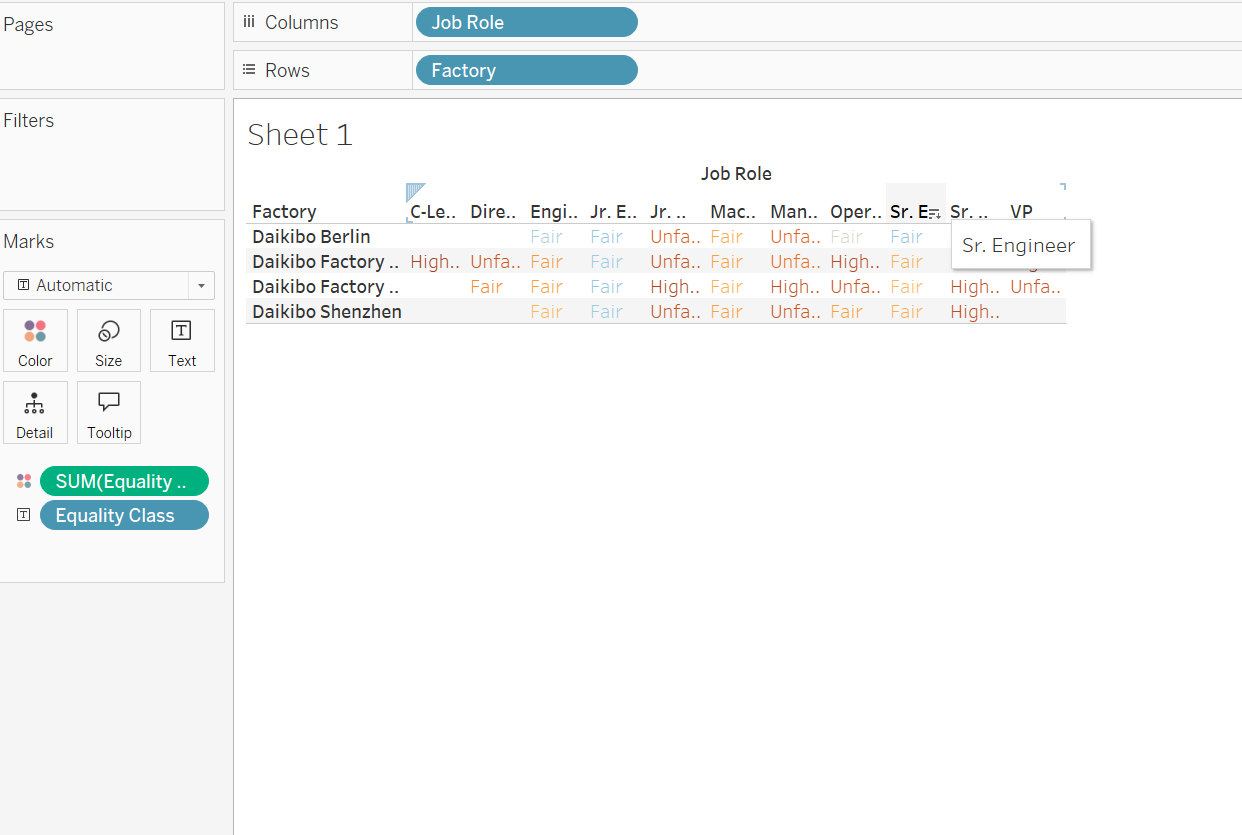 Pages
Columns
Job Role
Rows
Factory
Filters
Sheet 1
Job Role
Factory C-Le.. Dire.. Engi.. Jr. E.. Jr. .. Mac.. Man.. Oper.. Sr. E Sr. .. VP
Daikibo Berlin Fair Fair Unfa.. Fair Unfa.. Fair Fair
Sr. Engineer
Daikibo Factory .. High.. Unfa.. Fair Fair Unfa.. Fair Unfa.. High.. Fair
Daikibo Factory .. Fair Fair Fair High.. Fair High.. Unfa.. Fair High.. Unfa..
Daikibo Shenzhen Fair Fair Unfa.. Fair Unfa.. Fair Fair High..
Marks
Automatic
Color Size Text
Detail Tooltip
SUM(Equality ..
Equality Class